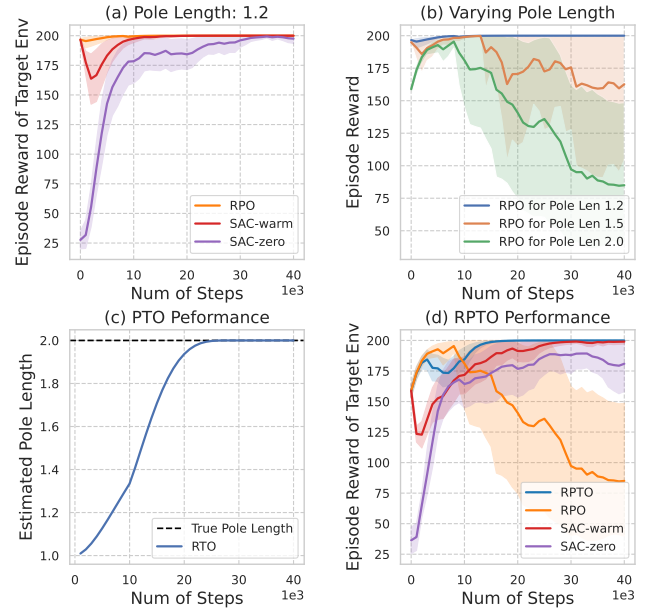 (a) Pole Length: 1.2
Episode Reward of Target Env
200
175
150
125
100
75
50
25
RPO
SAC-warm
SAC-zero
0
10
20
30
40
Num of Steps
1e3
(b) Varying Pole Length
Episode Reward
200
175
150
125
100
75
50
RPO for Pole Len 1.2
RPO for Pole Len 1.5
RPO for Pole Len 2.0
0
10
20
30
40
Num of Steps
1e3
(c) PTO Peformance
Estimated Pole Length
2.0
1.8
1.6
1.4
1.2
1.0
True Pole Length
RTO
0
10
20
30
40
Num of Steps
1e3
(d) RPTO Performance
Episode Reward of Target Env
200
175
150
125
100
75
50
25
RPTO
RPO
SAC-warm
SAC-zero
0
10
20
30
40
Num of Steps
1e3